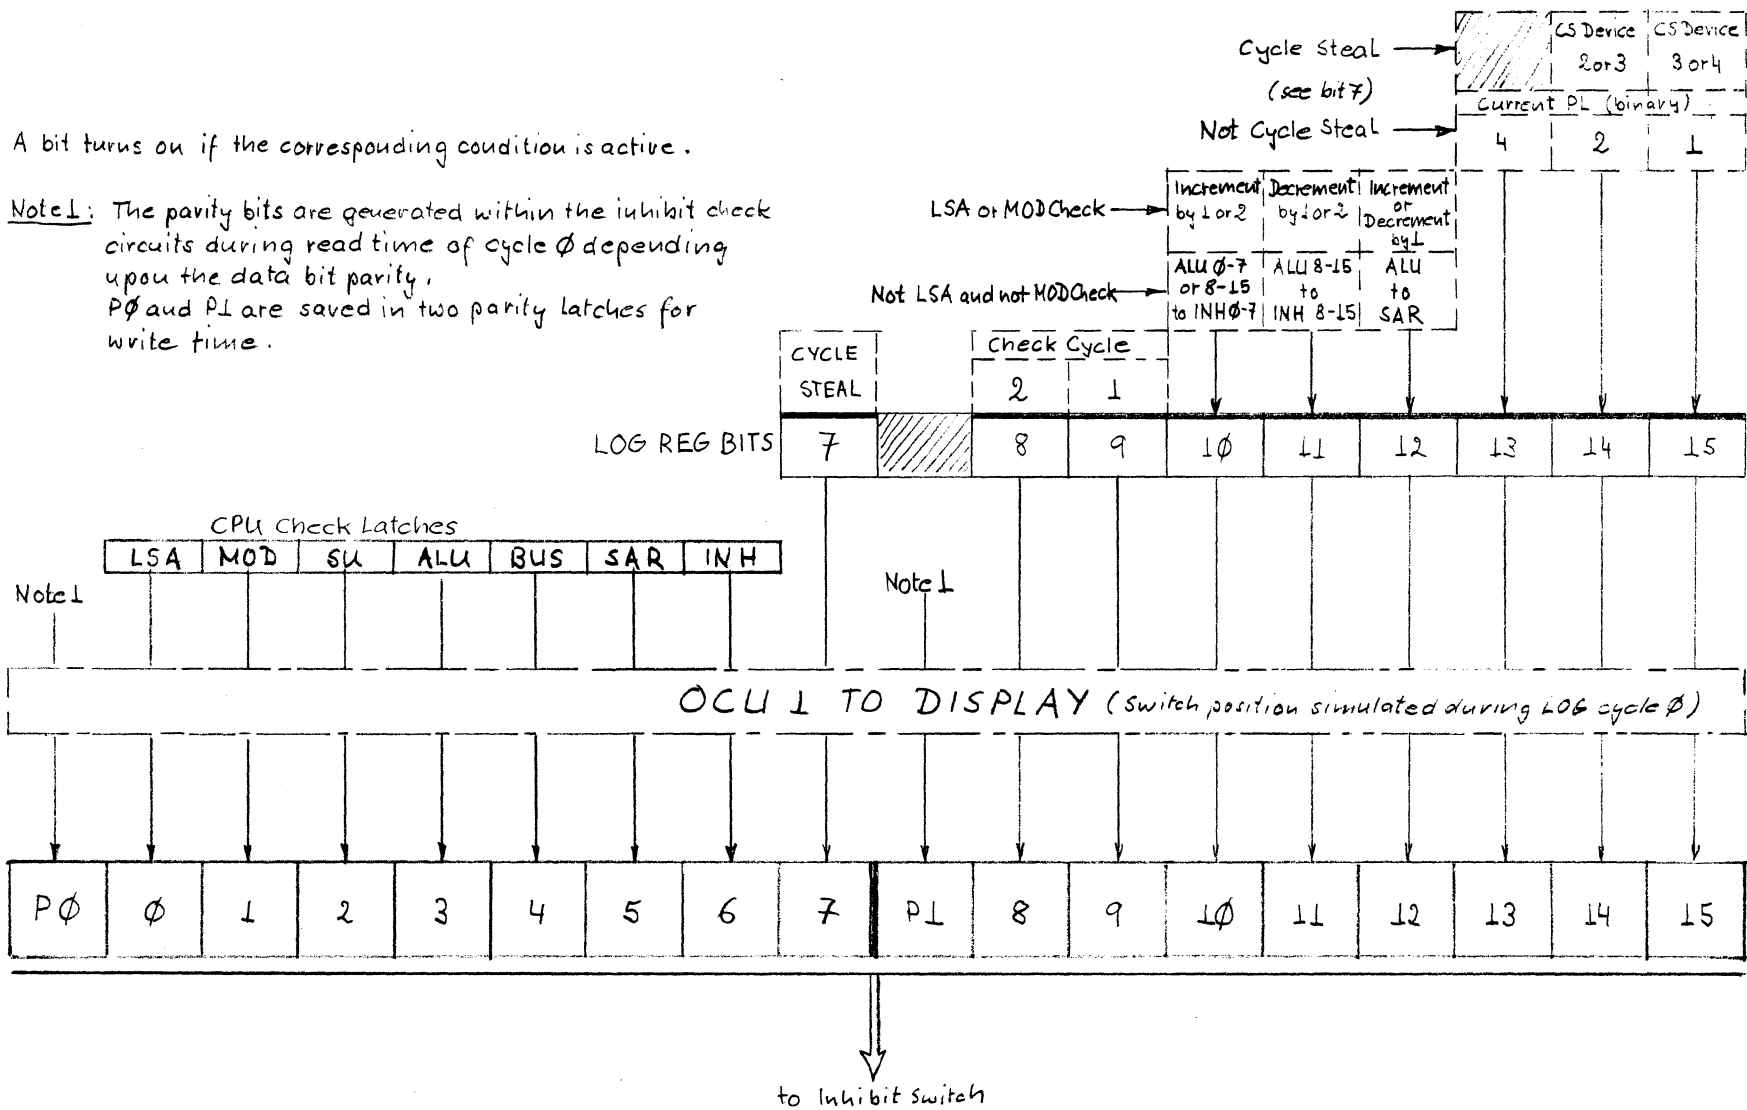 CS Device CS Device
Cycle Steal 2 or 3 3 or 4
(see bit 7) Current PL (binary)
Not Cycle Steal 4 2 1
A bit turns on if the corresponding condition is active.
Increment Decrement Increment
LSA or MOD Check by 1 or 2 by 1 or 2 or
Decrement
by 1
Note 1: The parity bits are generated within the inhibit check
circuits during read time of cycle Ø depending
upon the data bit parity.
PØ and P1 are saved in two parity latches for
write time.
ALU Ø-7 ALU 8-15 ALU
Not LSA and not MOD Check or 8-15 to to
to INH Ø-7 INH 8-15 SAR
CYCLE Check Cycle
STEAL 2 1
LOG REG BITS 7 8 9 1Ø 11 12 13 14 15
CPU Check Latches
LSA MOD SU ALU BUS SAR INH
Note 1 Note 1
OCU 1 TO DISPLAY (Switch position simulated during LOG cycle Ø)
PØ Ø 1 2 3 4 5 6 7 P1 8 9 1Ø 11 12 13 14 15
to Inhibit Switch